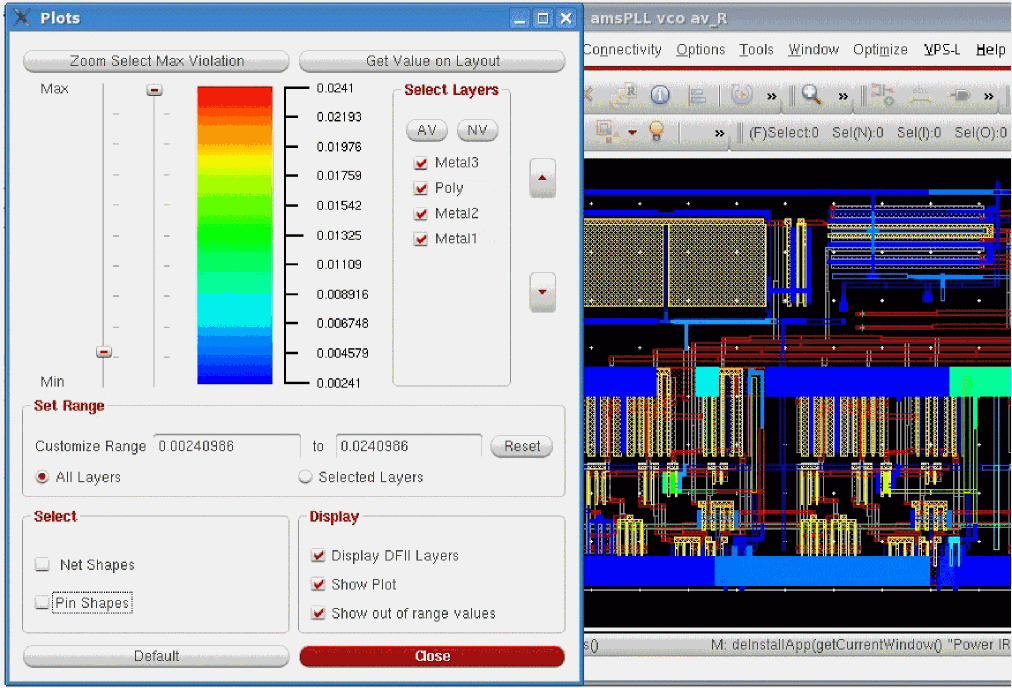 Plots
amsPLL vco av_R
Connectivity Options Tools Window Optimize VPS-L Help
Zoom Select Max Violation
Get Value on Layout
(F)Select:0 Sel(N):0 Sel(I):0 Sel(O):0
Max
Min
0.0241
0.02193
0.01976
0.01759
0.01542
0.01325
0.01109
0.008916
0.006748
0.004579
0.00241
Select Layers
AV NV
Metal3
Poly
Metal2
Metal1
Set Range
Customize Range 0.00240986 to 0.0240986 Reset
All Layers Selected Layers
Select
Net Shapes
Pin Shapes
Display
Display DFII Layers
Show Plot
Show out of range values
Default
Close
s() M: deInstallApp(getCurrentWindow() "Power IR